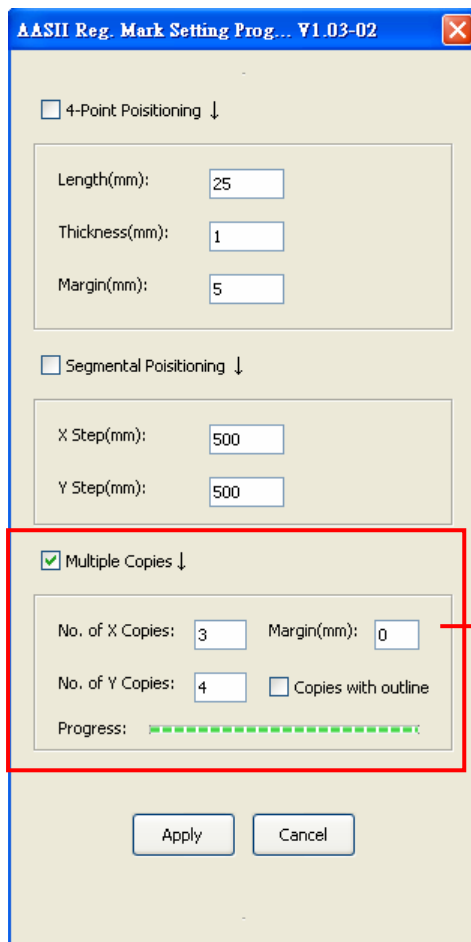 AASII Reg. Mark Setting Prog... V1.03-02
4-Point Poisitioning ↓
Length(mm): 25
Thickness(mm): 1
Margin(mm): 5
Segmental Poisitioning ↓
X Step(mm): 500
Y Step(mm): 500
Multiple Copies ↓
No. of X Copies: 3 Margin(mm): 0
No. of Y Copies: 4 Copies with outline
Progress:
Apply Cancel